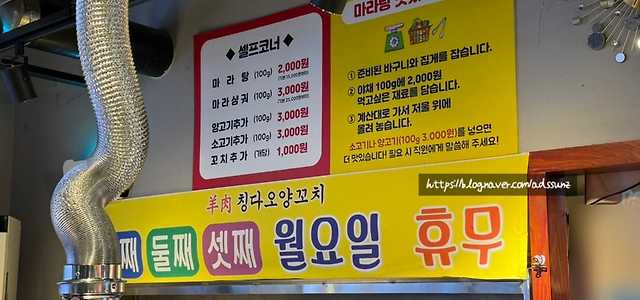 ◆ 셀프코너 ◆
마 라 탕 (100g) 2,000원
마라샹궈 (100g) 3,000원
양고기추가 (100g) 3,000원
소고기추가 (100g) 3,000원
꼬치추가 (개당) 1,000원
① 준비된 바구니와 집게를 잡습니다.
② 야채 100g에 2,000원
먹고싶은 재료를 담습니다.
③ 계산대로 가서 저울 위에
올려 놓습니다.
소고기나 양고기(100g 3,000원)를 넣으면
더 맛있습니다! 필요 시 직원에게 말씀해 주세요!
https://blog.naver.com/adssunz
羊肉 칭다오양꼬치
째 둘째 셋째 월요일 휴무